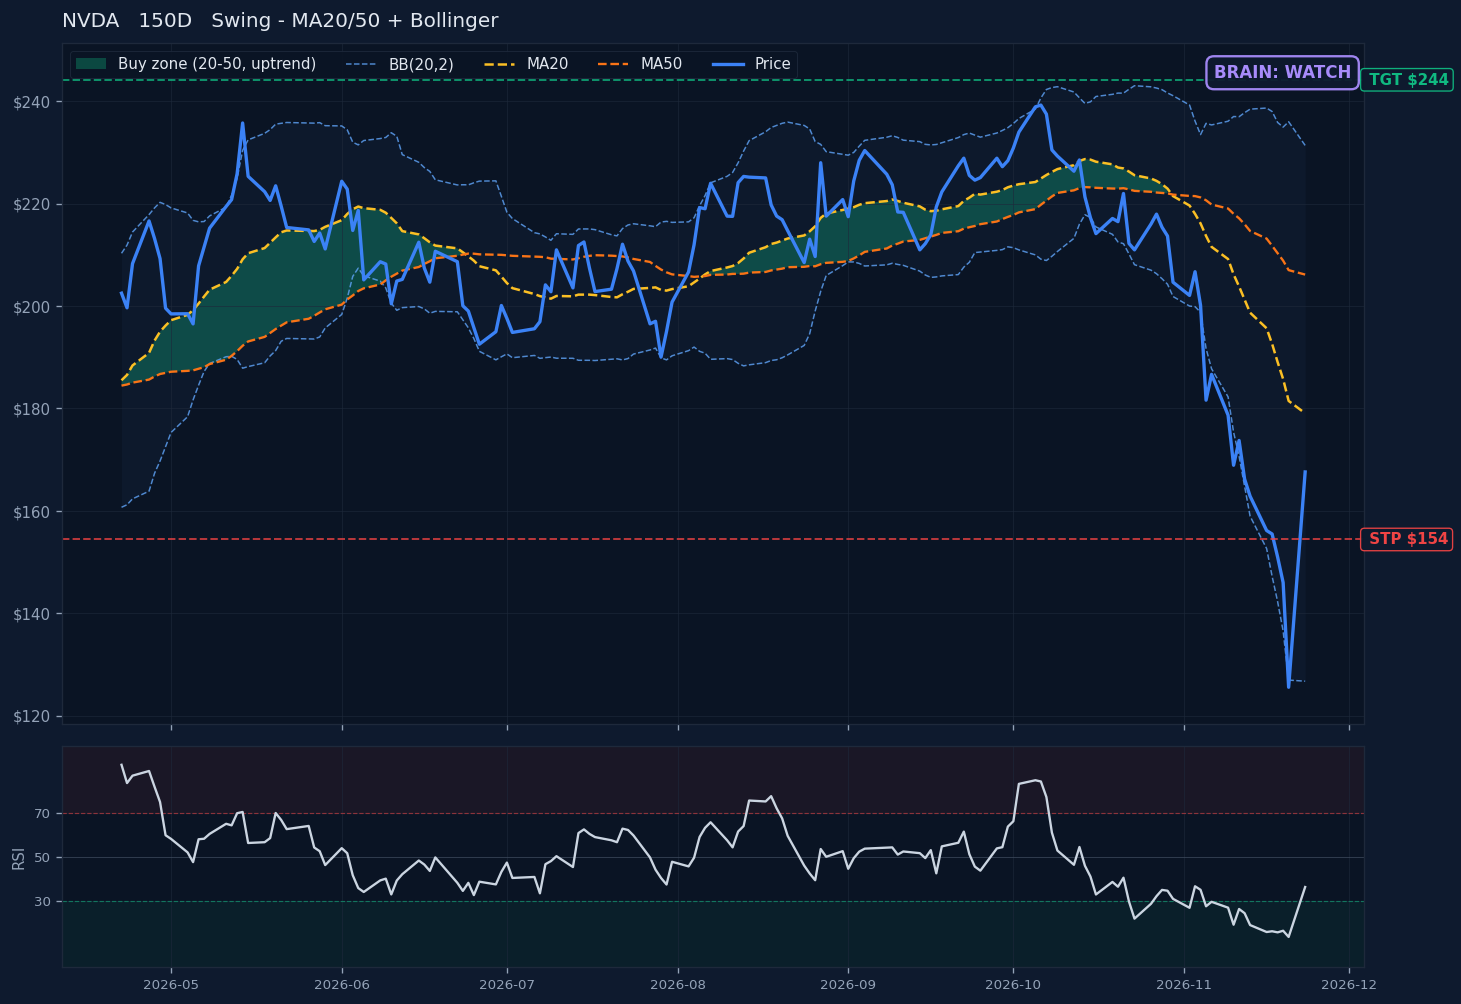 NVDA   150D   Swing - MA20/50 + Bollinger
Buy zone (20-50, uptrend)
BB(20,2)
MA20
MA50
Price
BRAIN: WATCH
TGT $244
$240
$220
$200
$180
$160
STP $154
$140
$120
70
50
30
RSI
2026-05
2026-06
2026-07
2026-08
2026-09
2026-10
2026-11
2026-12